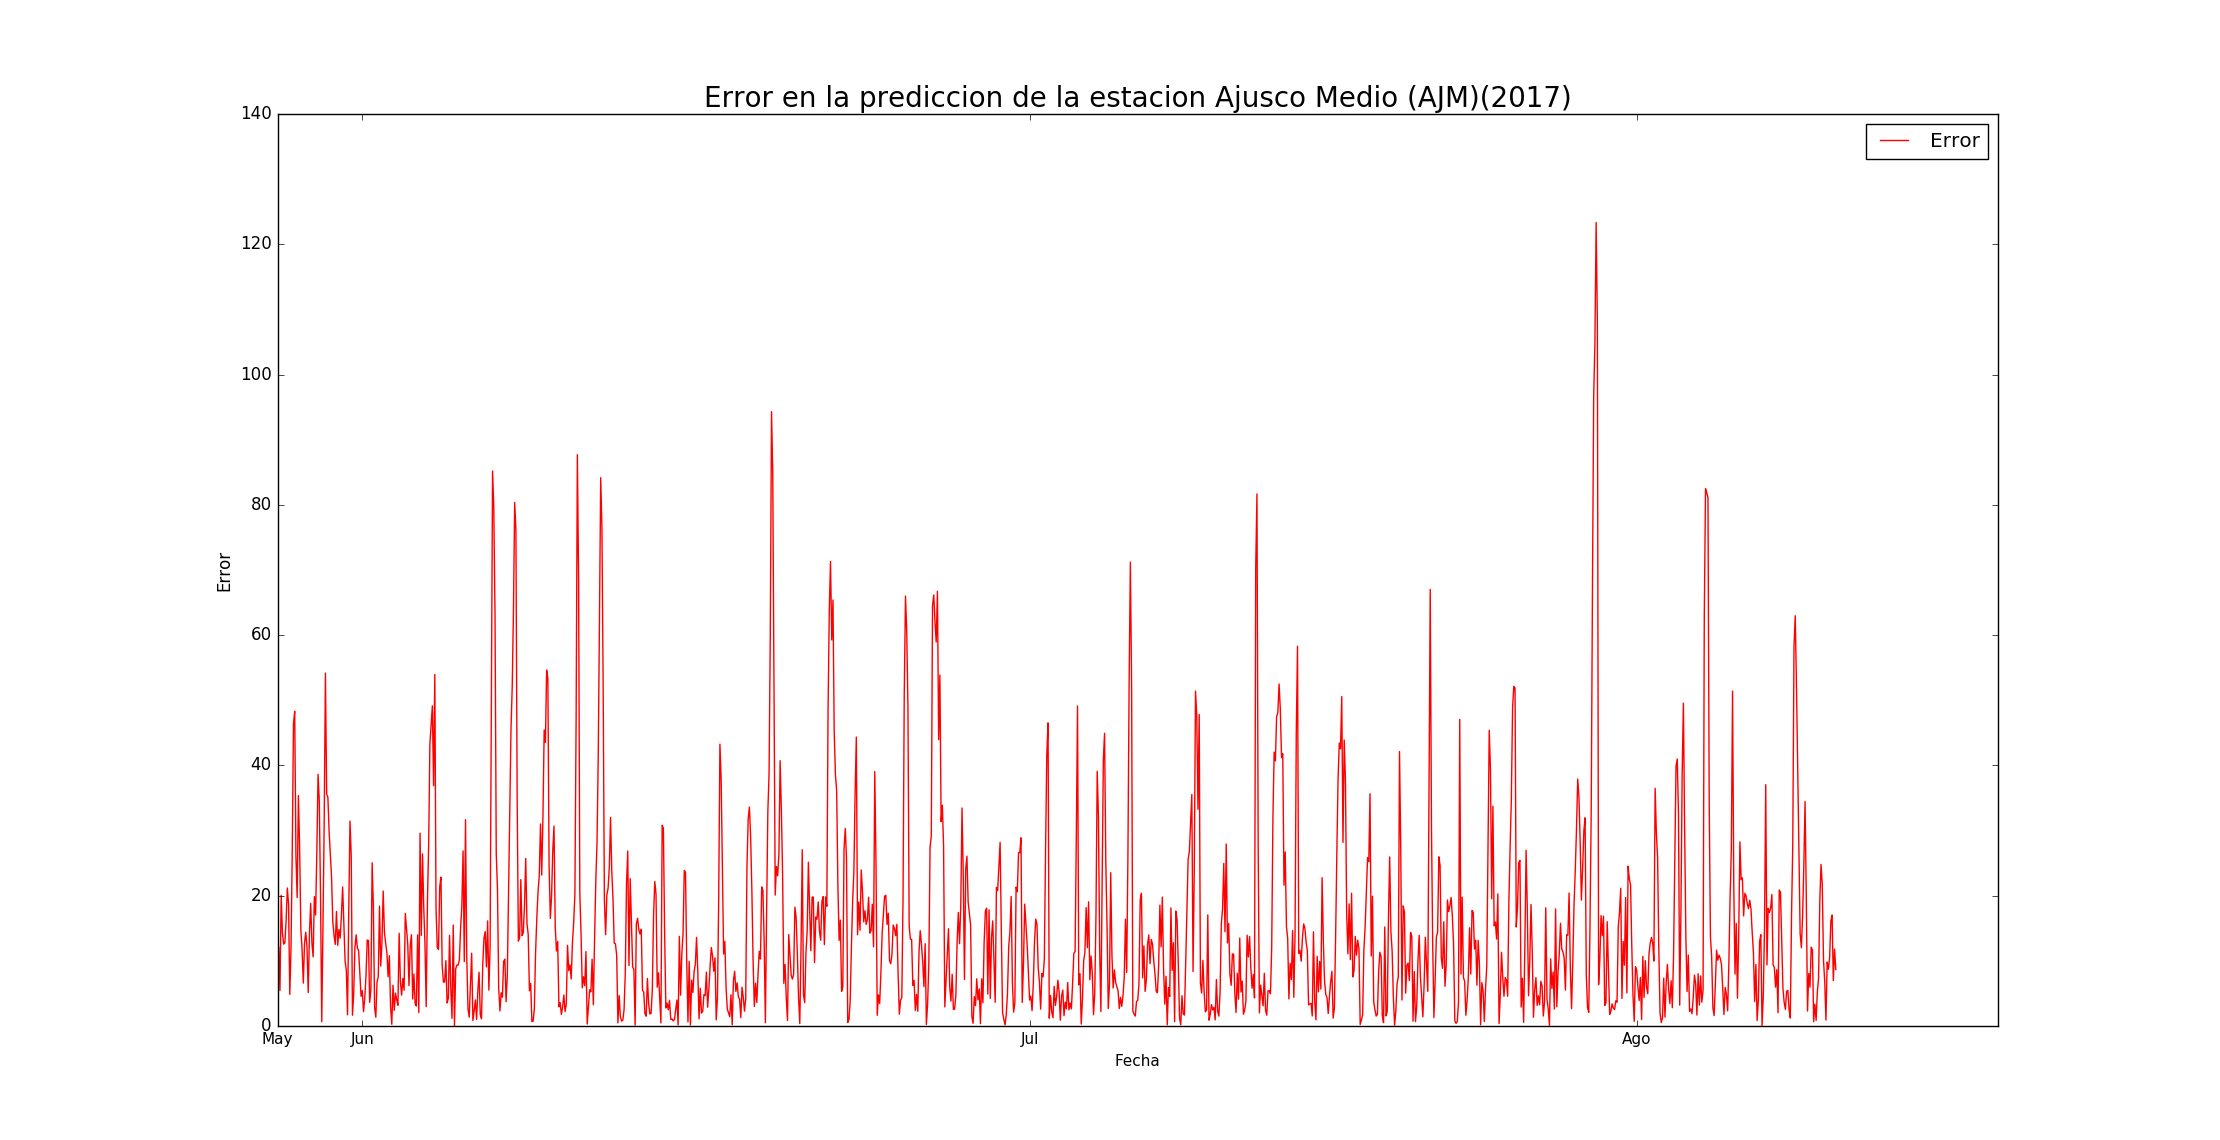 Error en la prediccion de la estacion Ajusco Medio (AJM)(2017)
140
120
100
80
60
40
20
0
Error
Error
May
Jun
Jul
Ago
Fecha